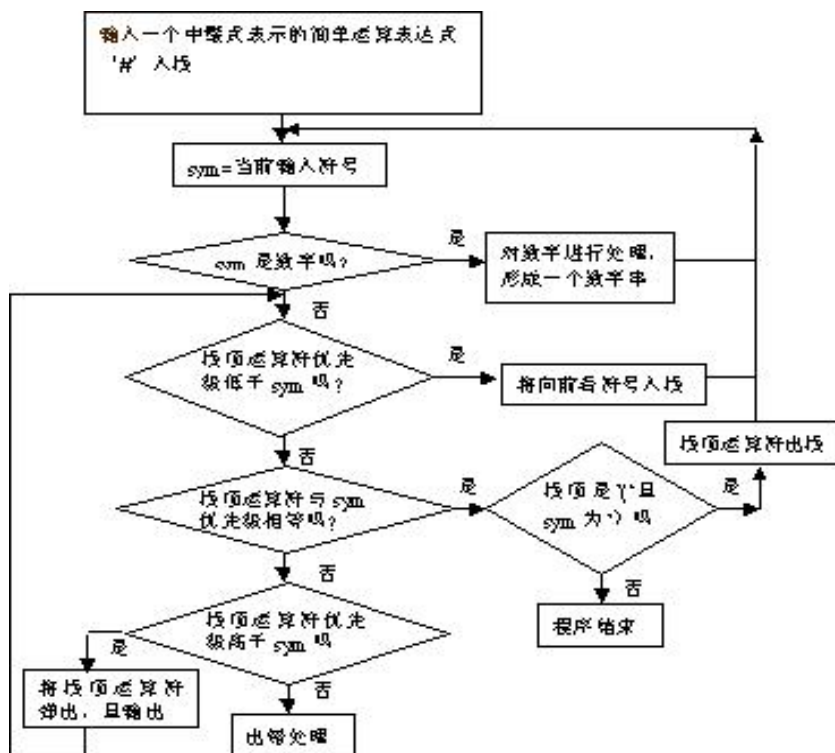 输入一个中缀式表示的简单运算表达式
'#' 入栈
sym=当前输入符号
sym 是数字吗？
是
对数字进行处理，
形成一个数字串
否
栈顶运算符优先
级低于 sym 吗？
是
将向前看符号入栈
否
栈顶运算符出栈
栈顶运算符与sym
优先级相等吗？
是
栈顶是'('且
sym 为')' 吗
是
否
否
程序结束
栈顶运算符优先
级高于 sym 吗
是
否
将栈顶运算符
弹出，且输出
出错处理